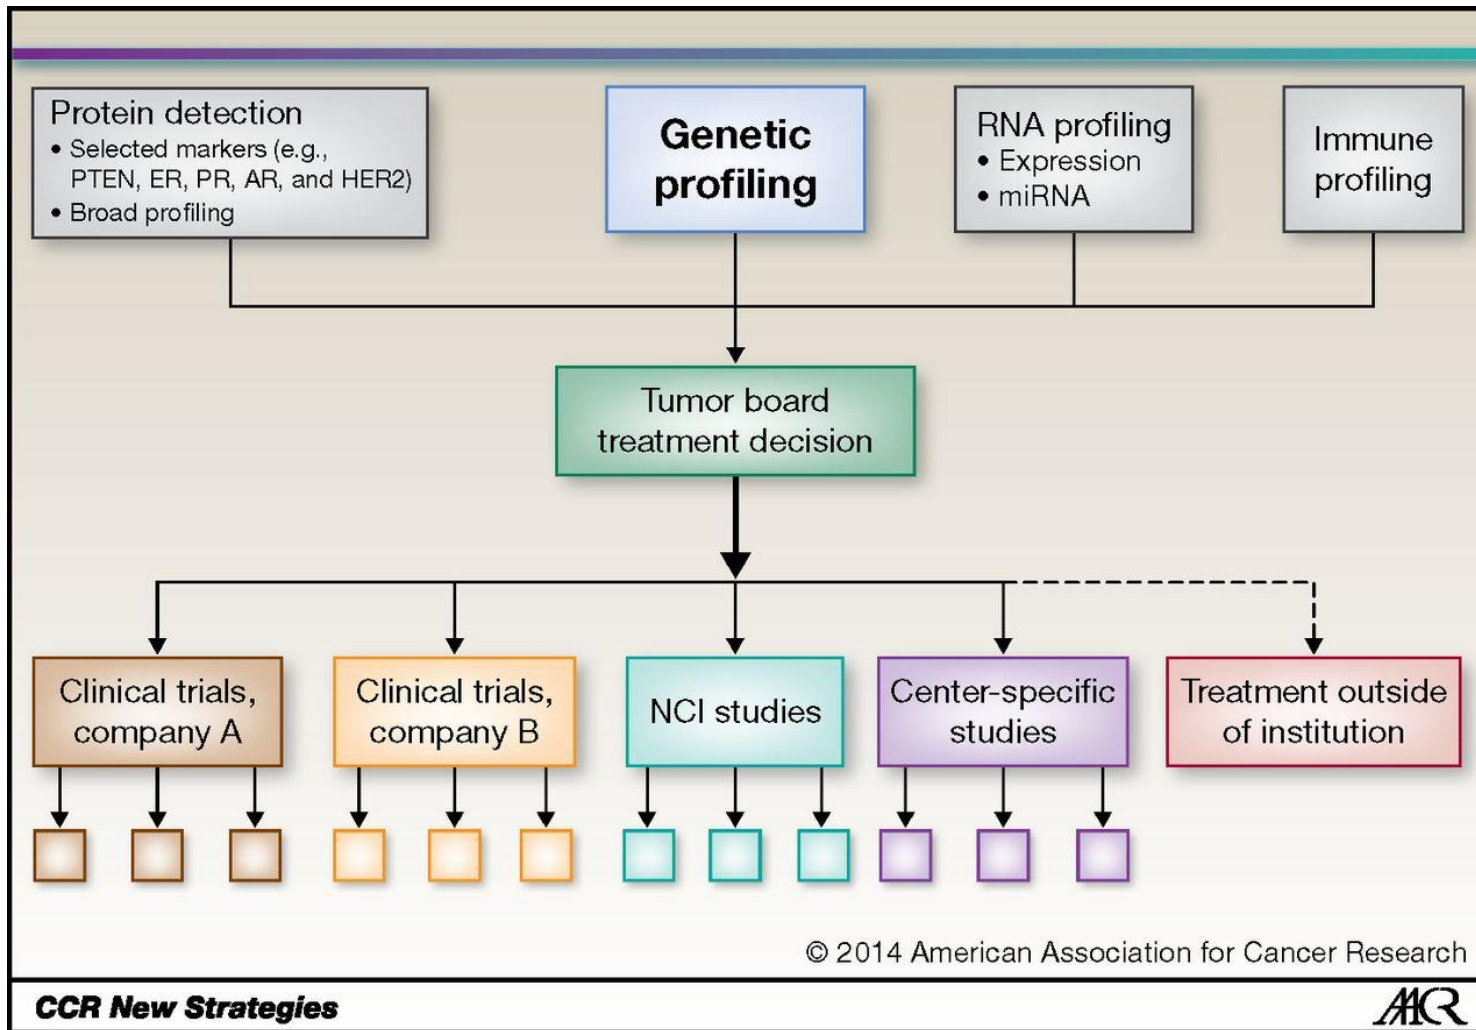 Protein detection
• Selected markers (e.g.,
PTEN, ER, PR, AR, and HER2)
• Broad profiling
Genetic
profiling
RNA profiling
• Expression
• miRNA
Immune
profiling
Tumor board
treatment decision
Clinical trials,
company A
Clinical trials,
company B
NCI studies
Center-specific
studies
Treatment outside
of institution
© 2014 American Association for Cancer Research
CCR New Strategies
AACR